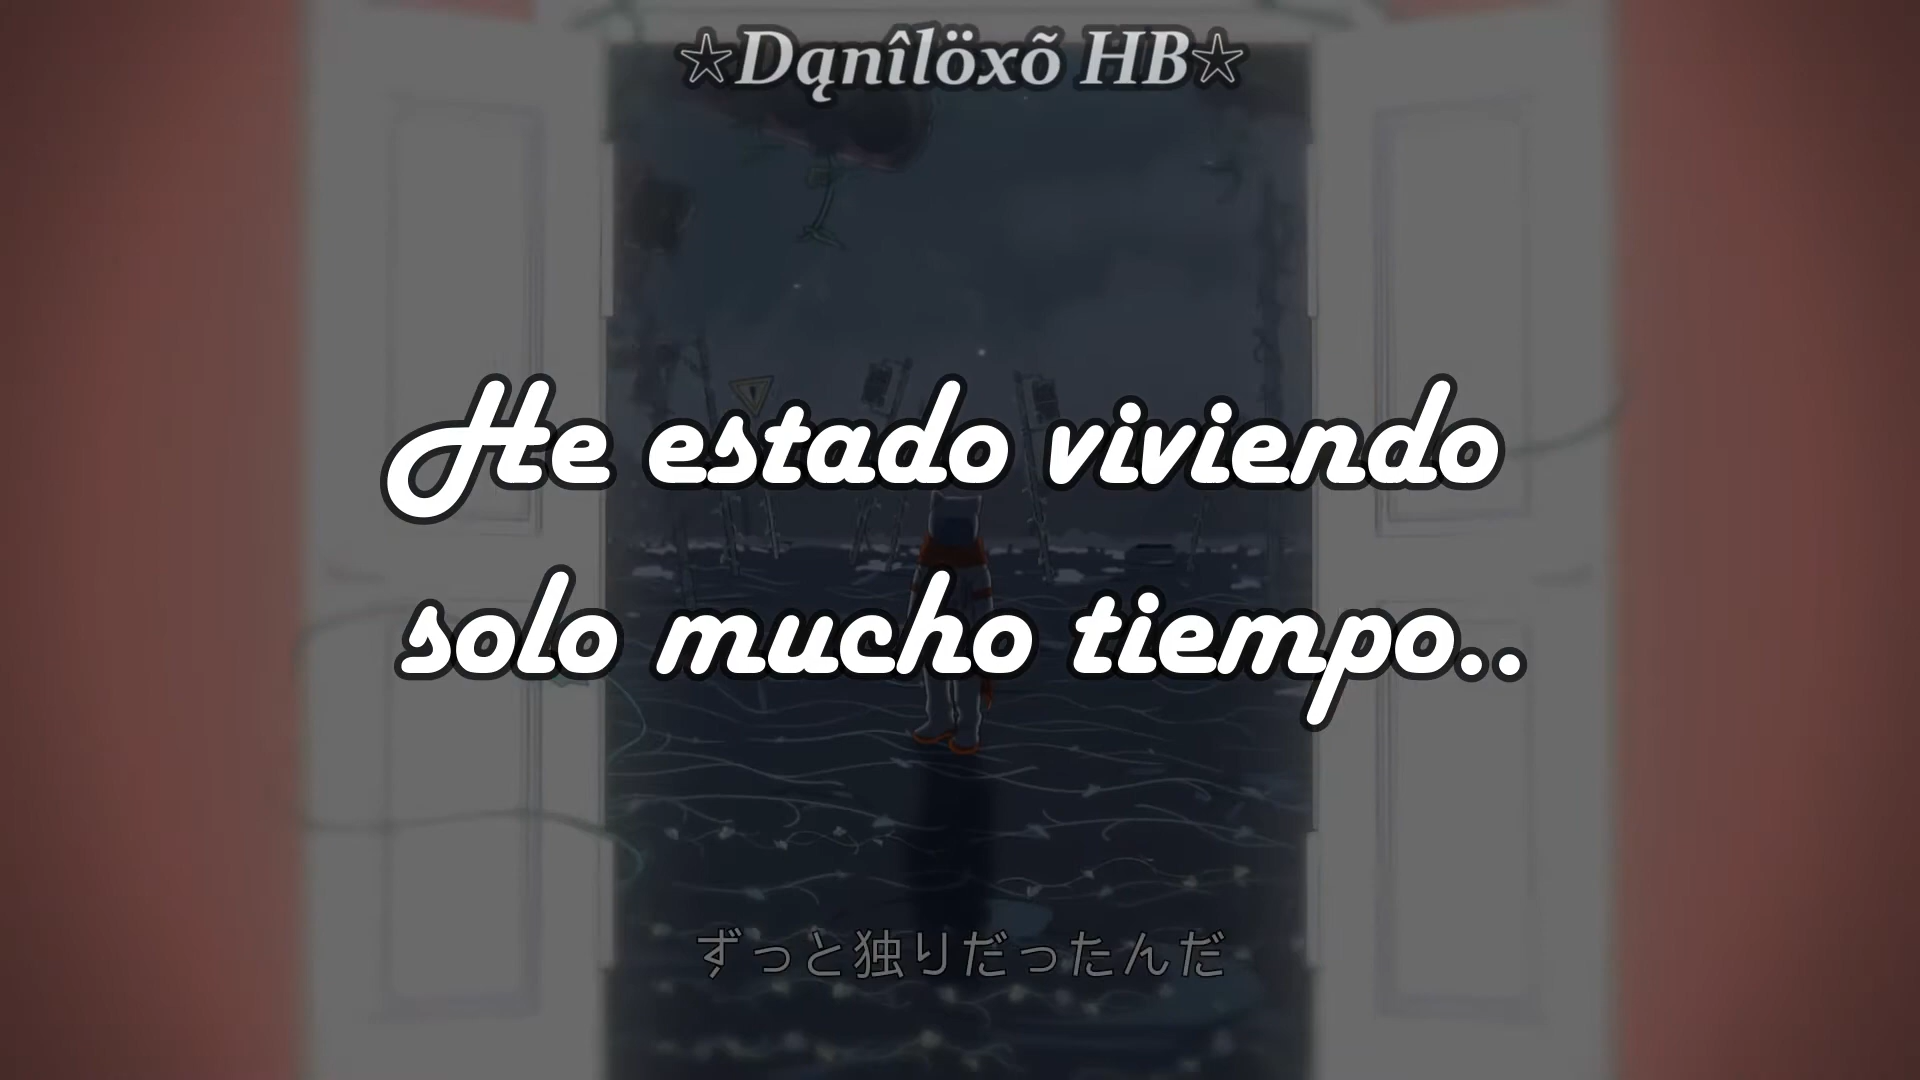 ☆Dąnîlöxõ HB☆
He estado viviendo
solo mucho tiempo..
ずっと独りだったんだ